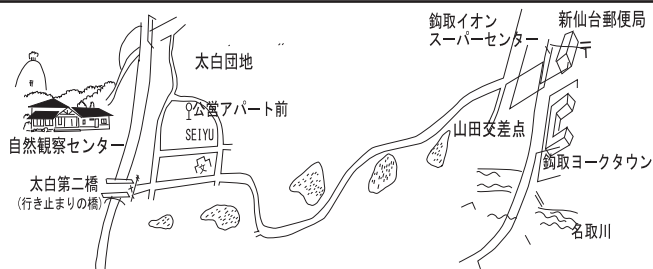 鈎取イオン
スーパーセンター
新仙台郵便局
〒
太白団地
公営アパート前
SEIYU
文
自然観察センター
山田交差点
鈎取ヨークタウン
太白第二橋
(行き止まりの橋)
名取川